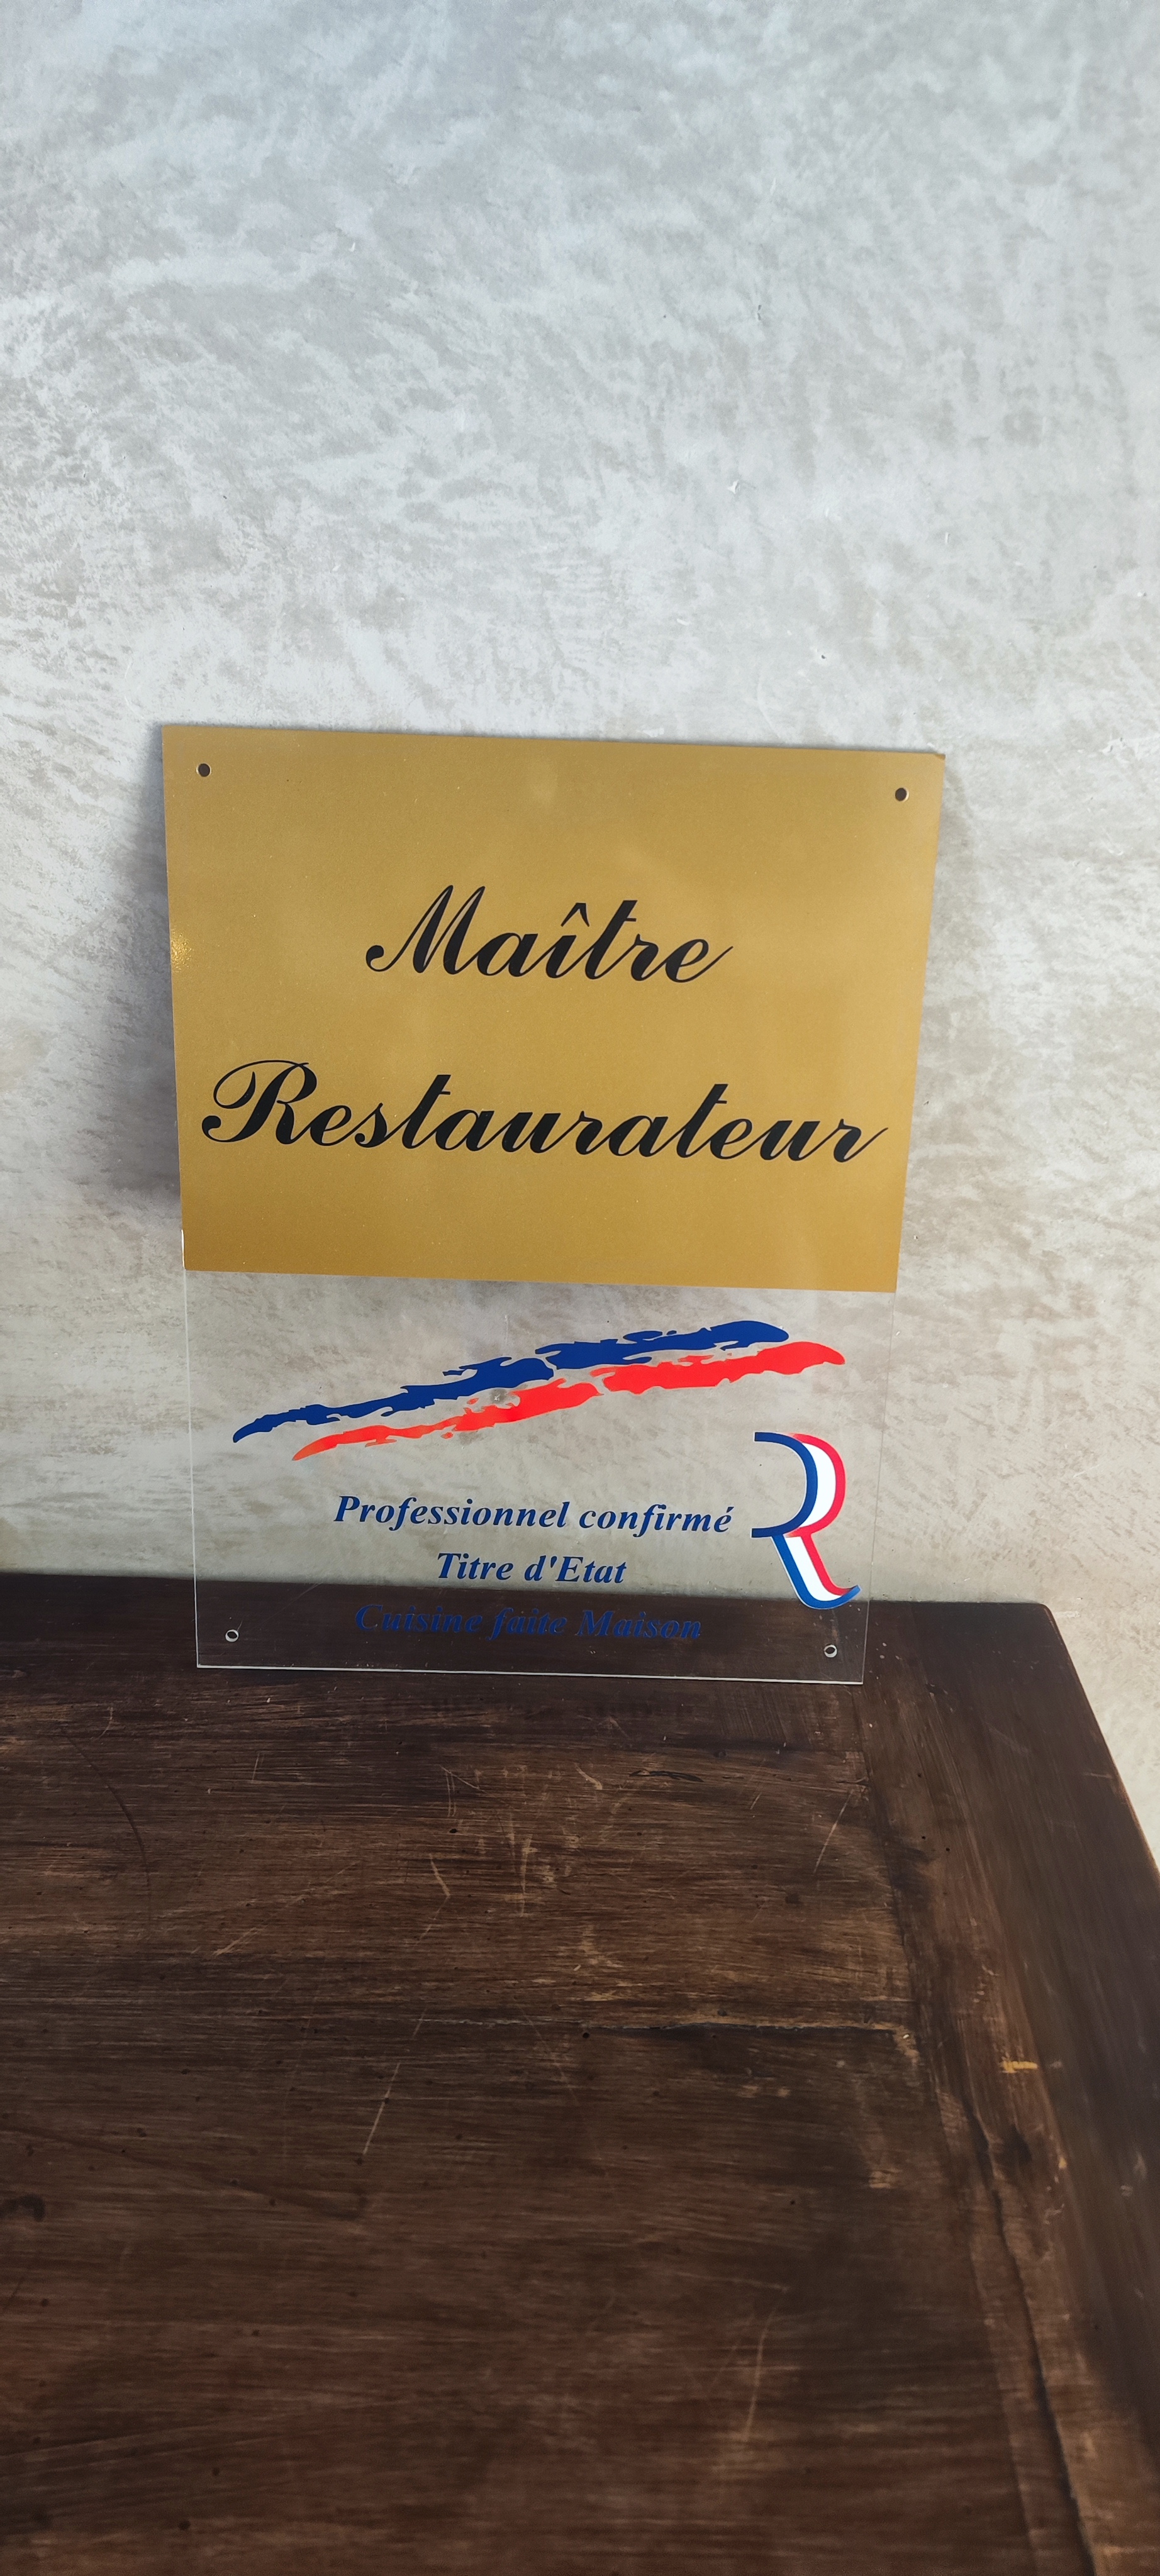 Maître
Restaurateur
R
Professionnel confirmé
Titre d'Etat
Cuisine faite Maison